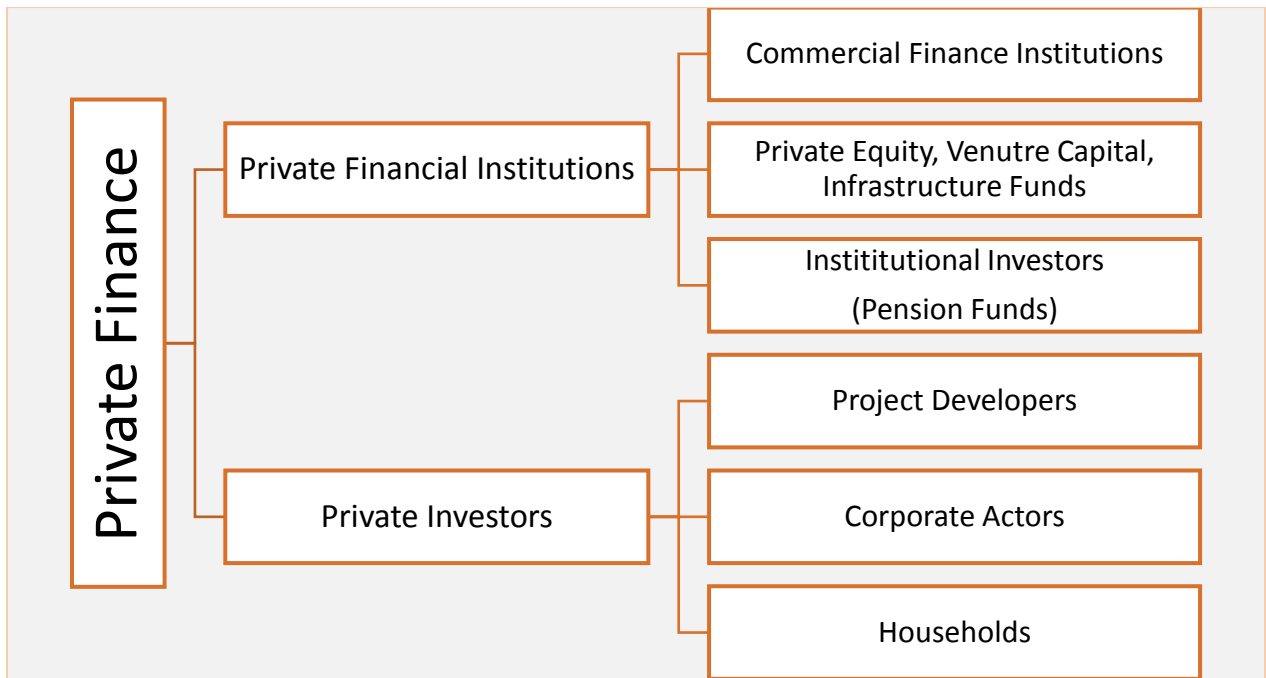 Private Finance
Private Financial Institutions
Commercial Finance Institutions
Private Equity, Venutre Capital,
Infrastructure Funds
Instititutional Investors
(Pension Funds)
Private Investors
Project Developers
Corporate Actors
Households